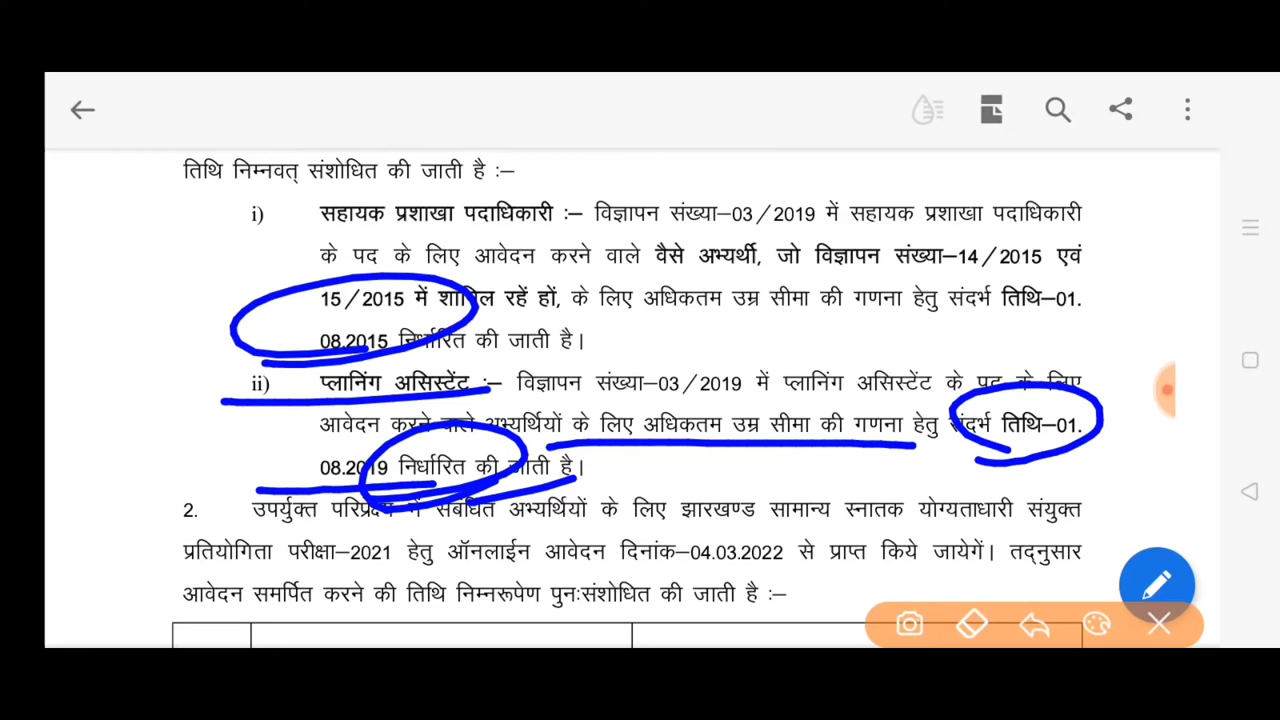 तिथि निम्नवत् संशोधित की जाती है :–
i) सहायक प्रशाखा पदाधिकारी :– विज्ञापन संख्या–03/2019 में सहायक प्रशाखा पदाधिकारी
के पद के लिए आवेदन करने वाले वैसे अभ्यर्थी, जो विज्ञापन संख्या–14/2015 एवं
15/2015 में शामिल रहें हों, के लिए अधिकतम उम्र सीमा की गणना हेतु संदर्भ तिथि–01.
08.2015 निर्धारित की जाती है।
ii) प्लानिंग असिस्टेंट :– विज्ञापन संख्या–03/2019 में प्लानिंग असिस्टेंट के पद के लिए
आवेदन करने वाले अभ्यर्थियों के लिए अधिकतम उम्र सीमा की गणना हेतु संदर्भ तिथि–01.
08.2019 निर्धारित की जाती है।
2. उपर्युक्त परिप्रेक्ष्य में संबंधित अभ्यर्थियों के लिए झारखण्ड सामान्य स्नातक योग्यताधारी संयुक्त
प्रतियोगिता परीक्षा–2021 हेतु ऑनलाईन आवेदन दिनांक–04.03.2022 से प्राप्त किये जायेगें। तद्नुसार
आवेदन समर्पित करने की तिथि निम्नरूपेण पुनःसंशोधित की जाती है :–